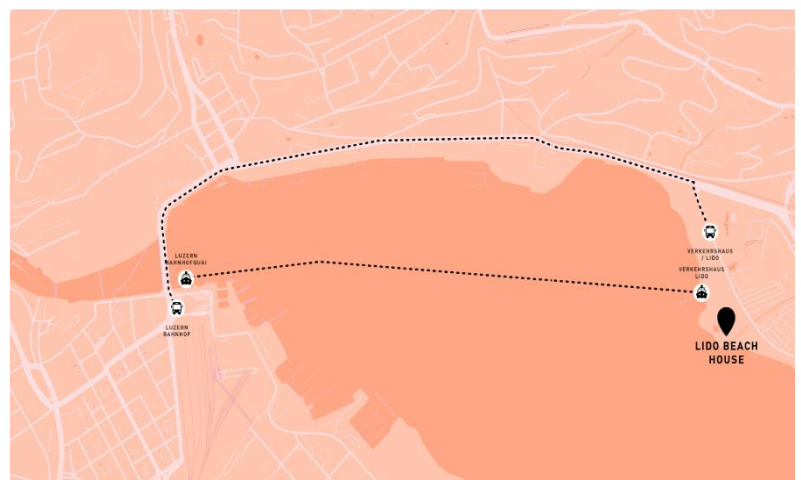 LUZERN
BAHNHOFQUAI
LUZERN
BAHNHOF
VERKEHRSHAUS
/ LIDO
VERKEHRSHAUS
LIDO
LIDO BEACH
HOUSE